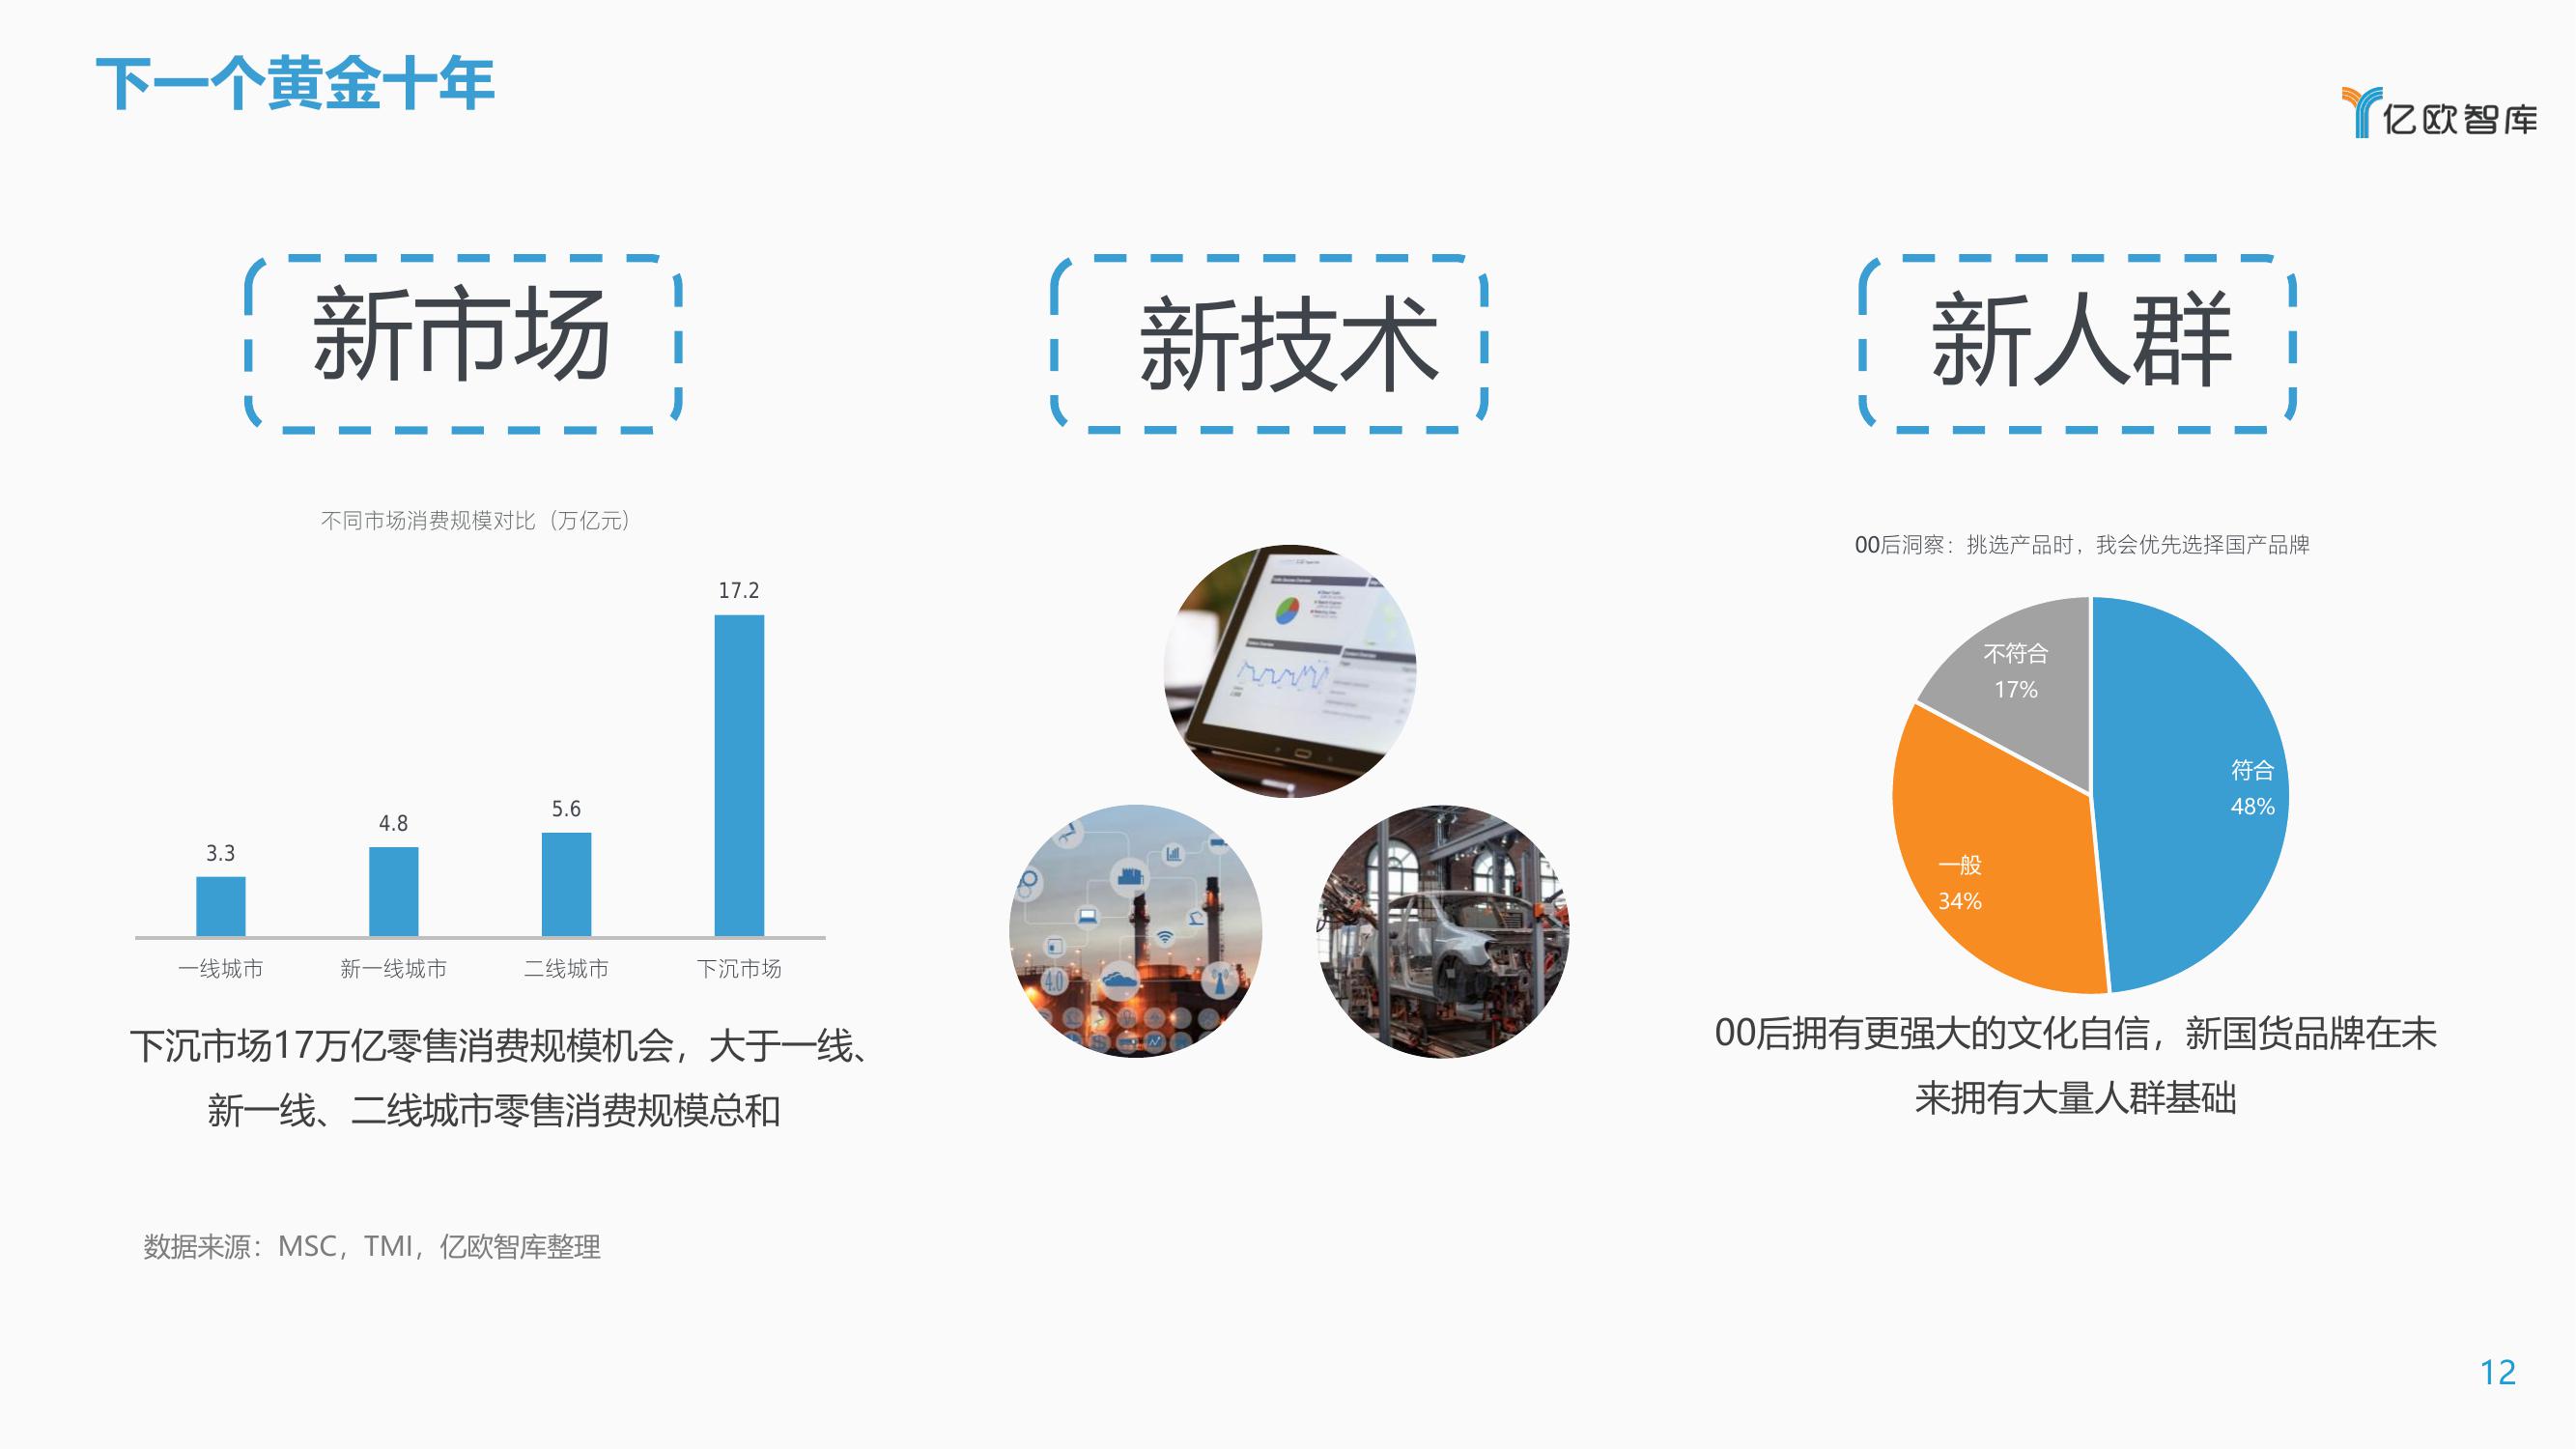 下一个黄金十年
亿欧智库
新市场
新技术
新人群
不同市场消费规模对比（万亿元）
17.2
5.6
4.8
3.3
一线城市
新一线城市
二线城市
下沉市场
下沉市场17万亿零售消费规模机会，大于一线、
新一线、二线城市零售消费规模总和
4.0
00后洞察：挑选产品时，我会优先选择国产品牌
不符合
17%
符合
48%
一般
34%
00后拥有更强大的文化自信，新国货品牌在未
来拥有大量人群基础
数据来源：MSC，TMI，亿欧智库整理
12